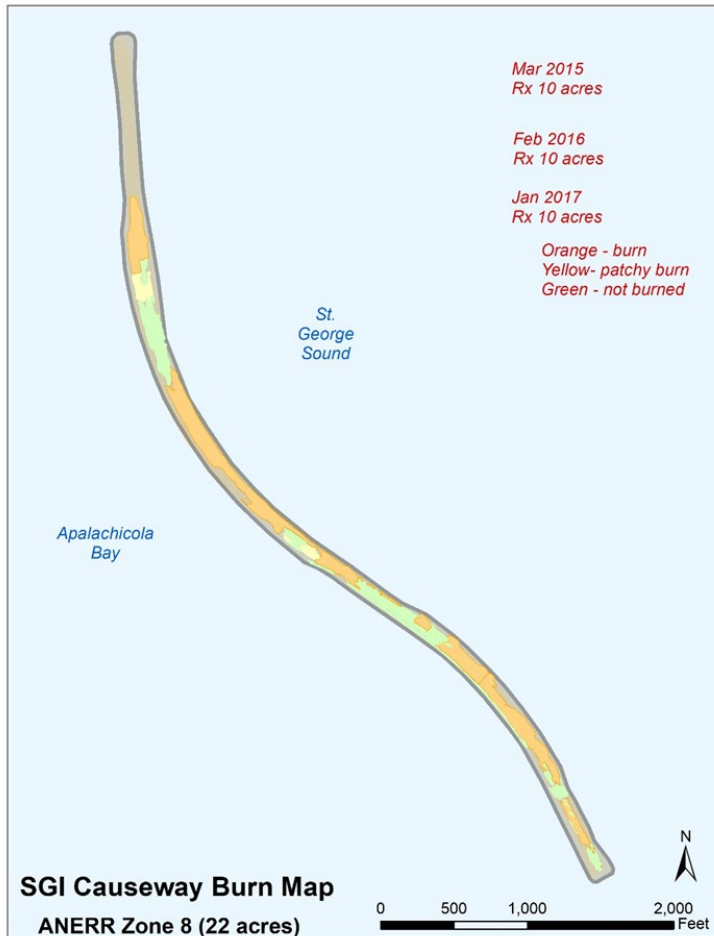 Mar 2015
Rx 10 acres
Feb 2016
Rx 10 acres
Jan 2017
Rx 10 acres
Orange - burn
Yellow- patchy burn
Green - not burned
St.
George
Sound
Apalachicola
Bay
N
SGI Causeway Burn Map
ANERR Zone 8 (22 acres)
0 500 1,000 2,000
Feet